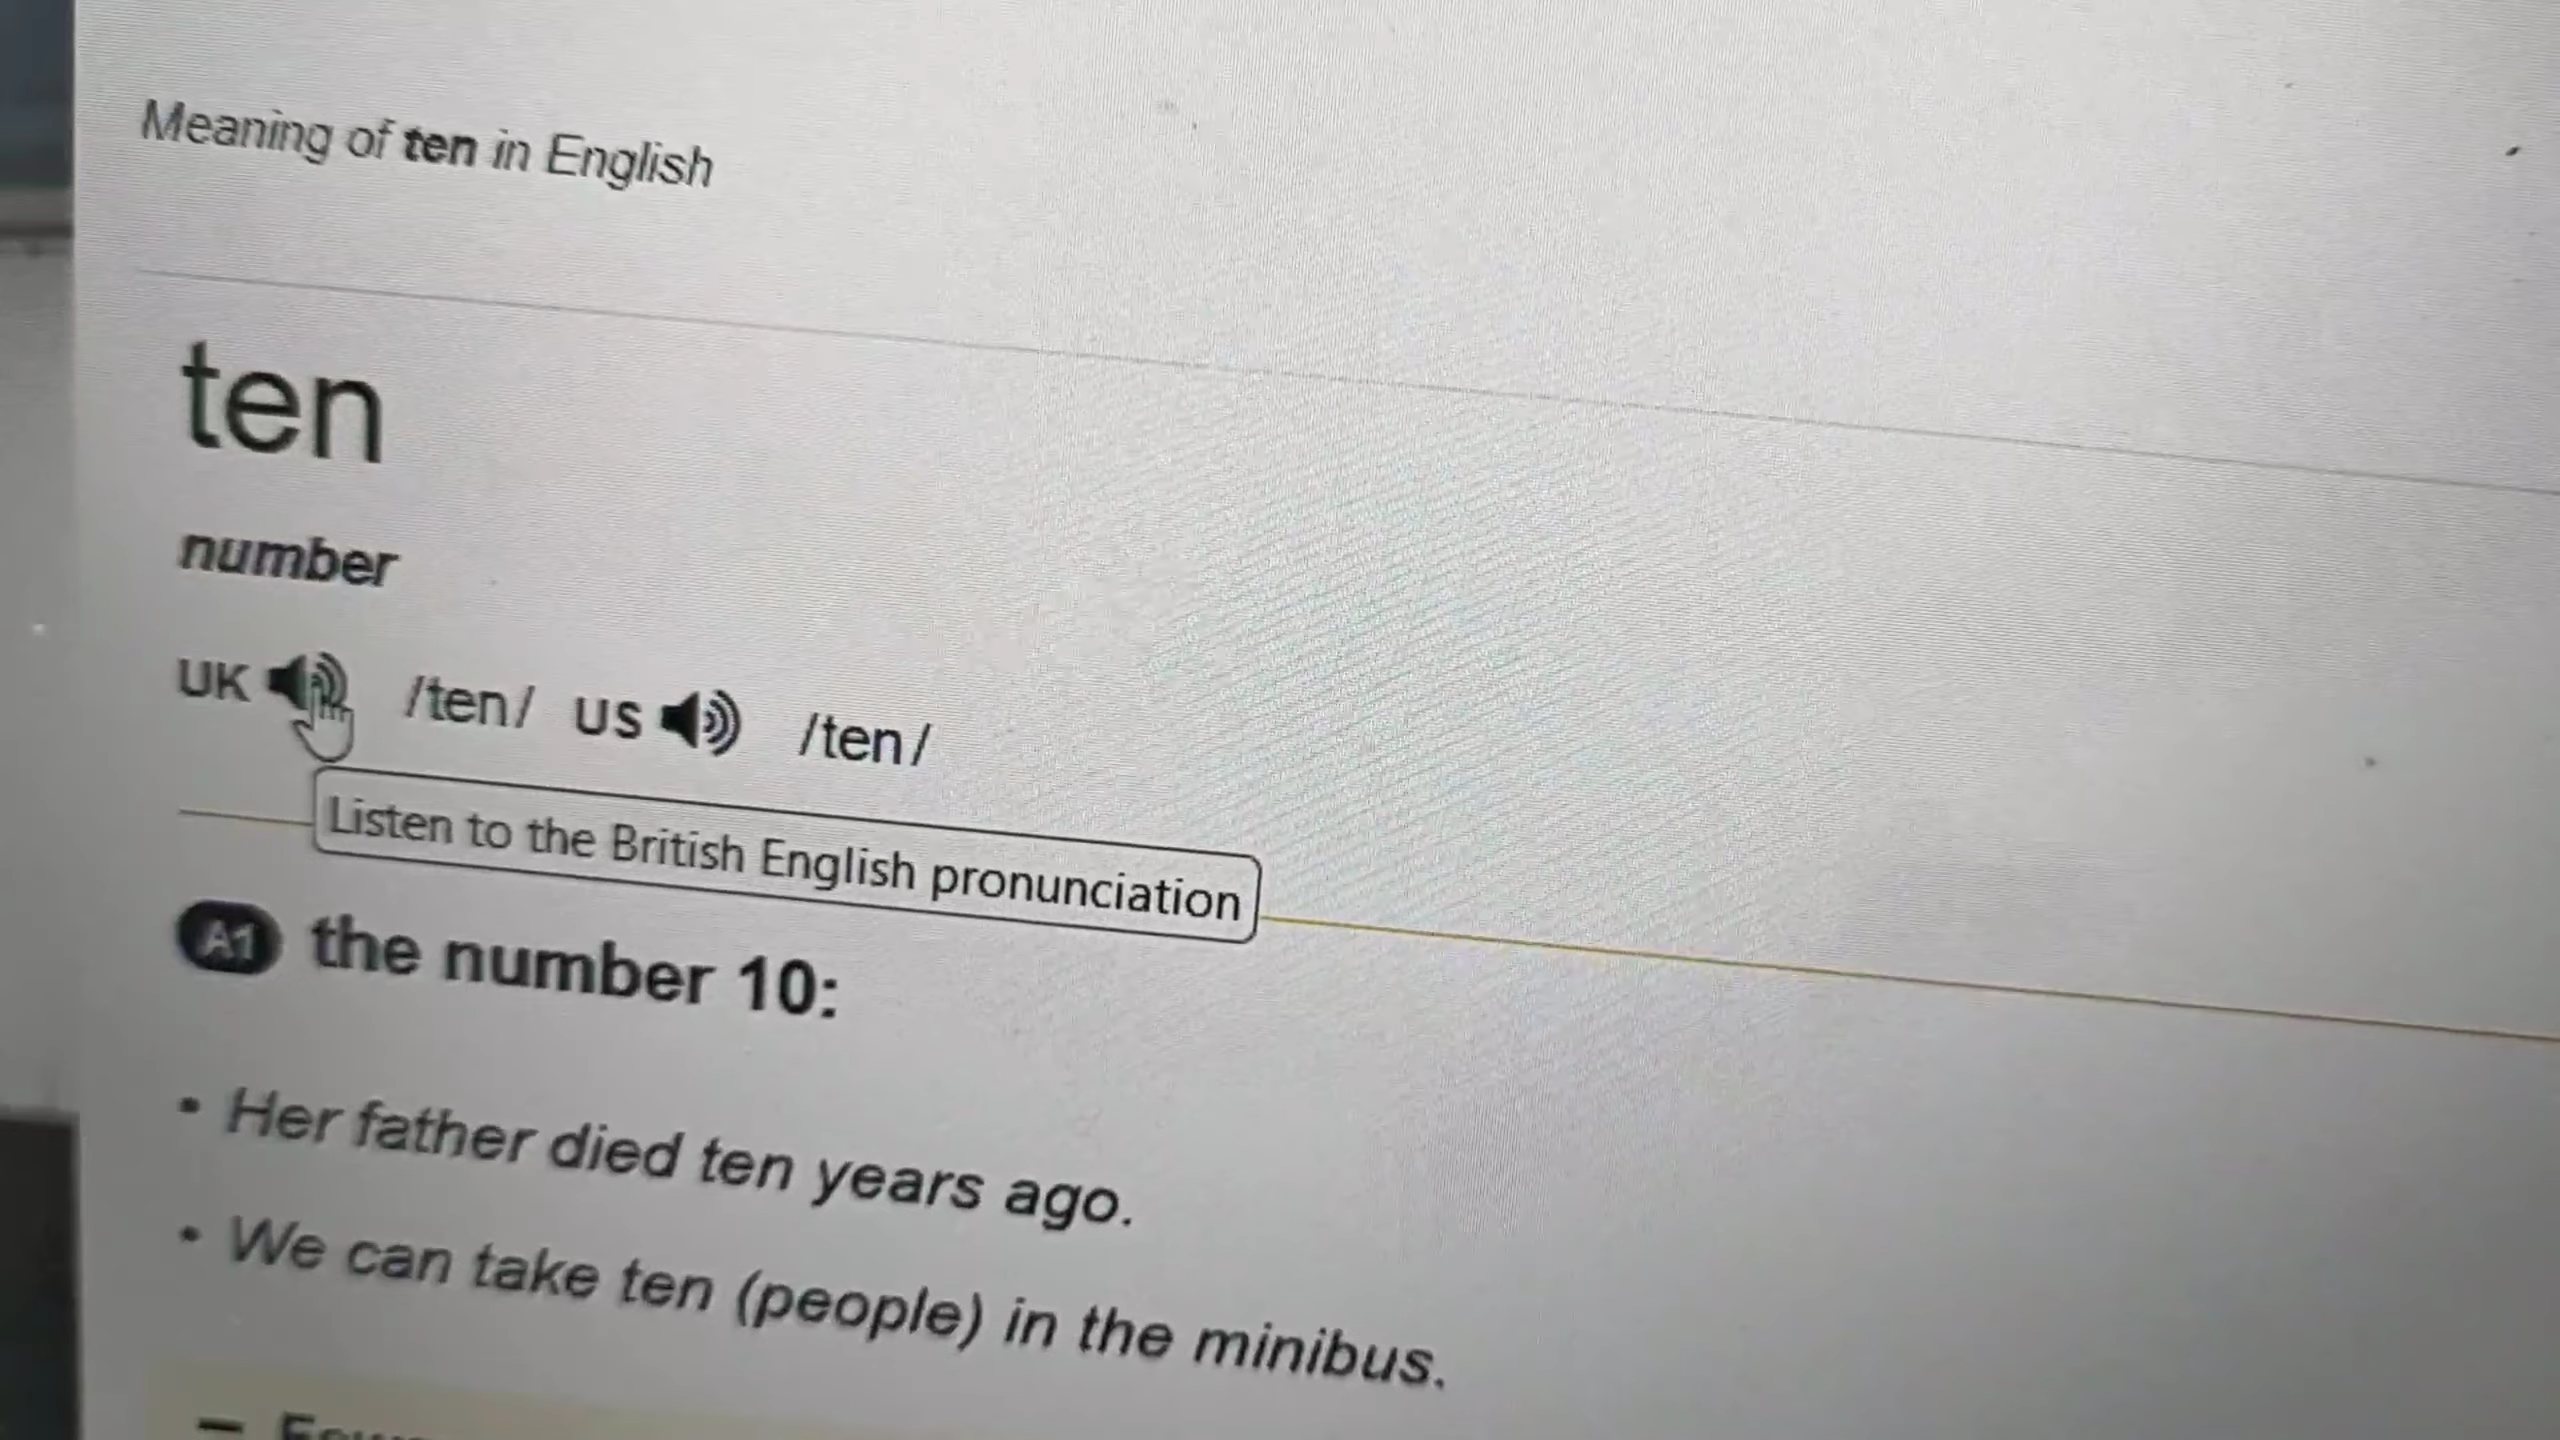 Meaning of ten in English
ten
number
UK /ten/ US /ten/
Listen to the British English pronunciation
A1 the number 10:
• Her father died ten years ago.
• We can take ten (people) in the minibus.